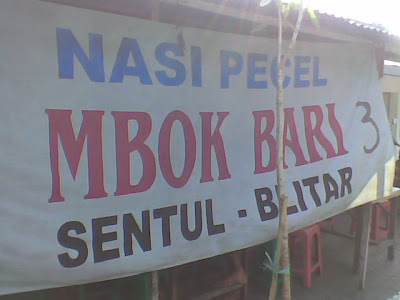 NASI PECEL
MBOK BARI 3
SENTUL - BLITAR